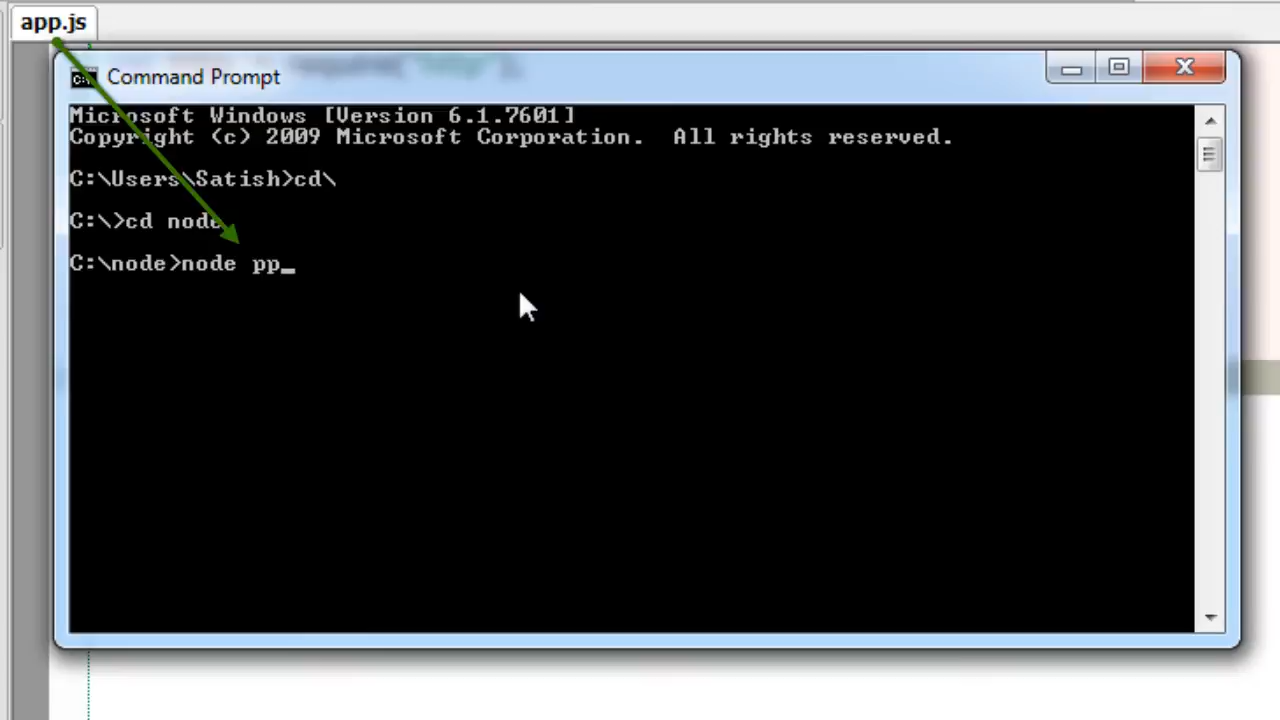 app.js
Command Prompt
Microsoft Windows [Version 6.1.7601]
Copyright (c) 2009 Microsoft Corporation.  All rights reserved.
C:\Users\Satish>cd\
C:\>cd node
C:\node>node pp_